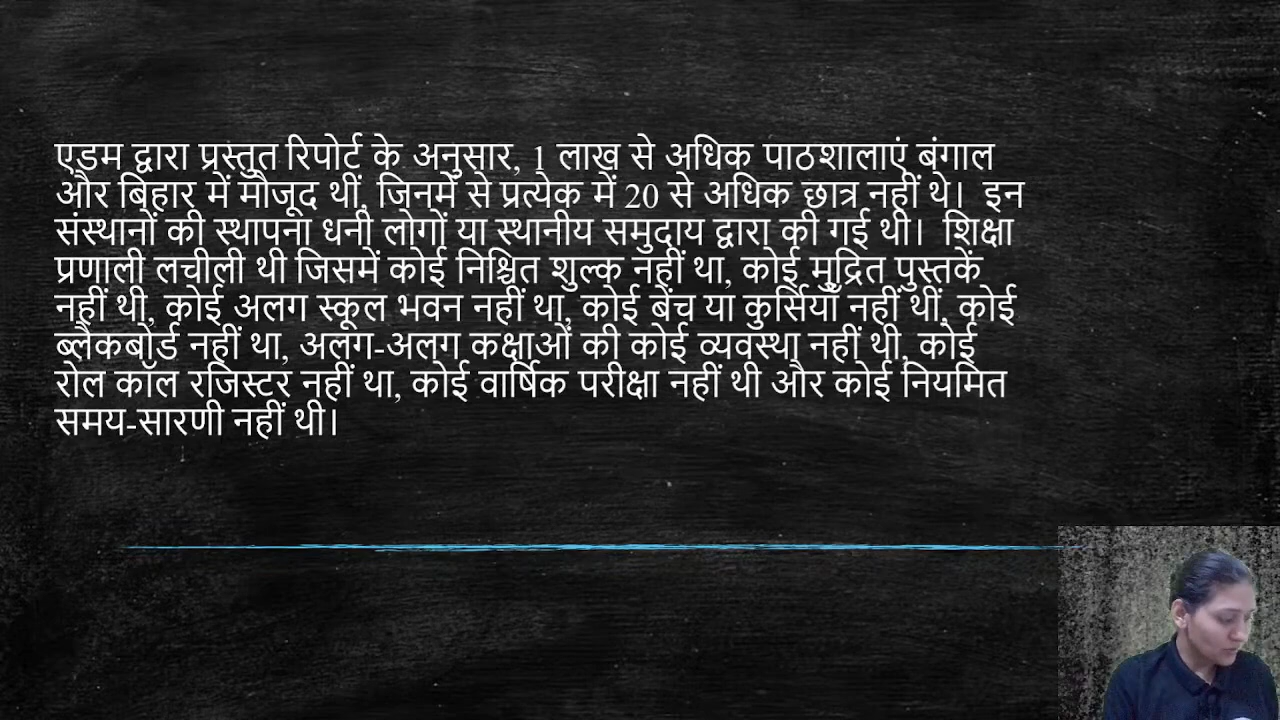 एडम द्वारा प्रस्तुत रिपोर्ट के अनुसार, 1 लाख से अधिक पाठशालाएं बंगाल
और बिहार में मौजूद थीं, जिनमें से प्रत्येक में 20 से अधिक छात्र नहीं थे।  इन
संस्थानों की स्थापना धनी लोगों या स्थानीय समुदाय द्वारा की गई थी।  शिक्षा
प्रणाली लचीली थी जिसमें कोई निश्चित शुल्क नहीं था, कोई मुद्रित पुस्तकें
नहीं थी, कोई अलग स्कूल भवन नहीं था, कोई बेंच या कुर्सियाँ नहीं थीं, कोई
ब्लैकबोर्ड नहीं था, अलग-अलग कक्षाओं की कोई व्यवस्था नहीं थी, कोई
रोल कॉल रजिस्टर नहीं था, कोई वार्षिक परीक्षा नहीं थी और कोई नियमित
समय-सारणी नहीं थी।